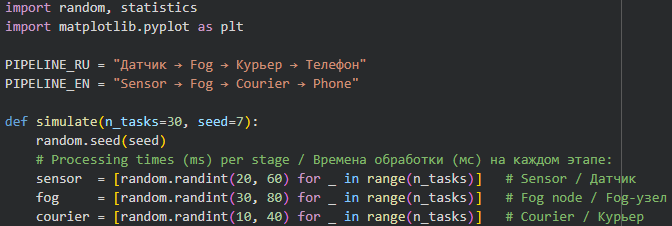 import random, statistics
import matplotlib.pyplot as plt

PIPELINE_RU = "Датчик → Fog → Курьер → Телефон"
PIPELINE_EN = "Sensor → Fog → Courier → Phone"

def simulate(n_tasks=30, seed=7):
    random.seed(seed)
    # Processing times (ms) per stage / Времена обработки (мс) на каждом этапе:
    sensor  = [random.randint(20, 60) for _ in range(n_tasks)]   # Sensor / Датчик
    fog     = [random.randint(30, 80) for _ in range(n_tasks)]   # Fog node / Fog-узел
    courier = [random.randint(10, 40) for _ in range(n_tasks)]   # Courier / Курьер